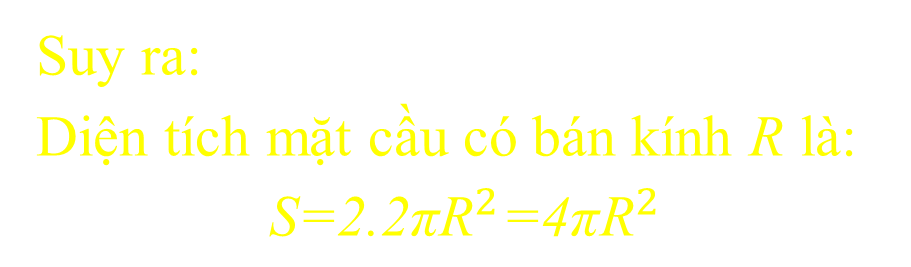 Suy ra:
Diện tích mặt cầu có bán kính R là:
S=2.2πR²=4πR²